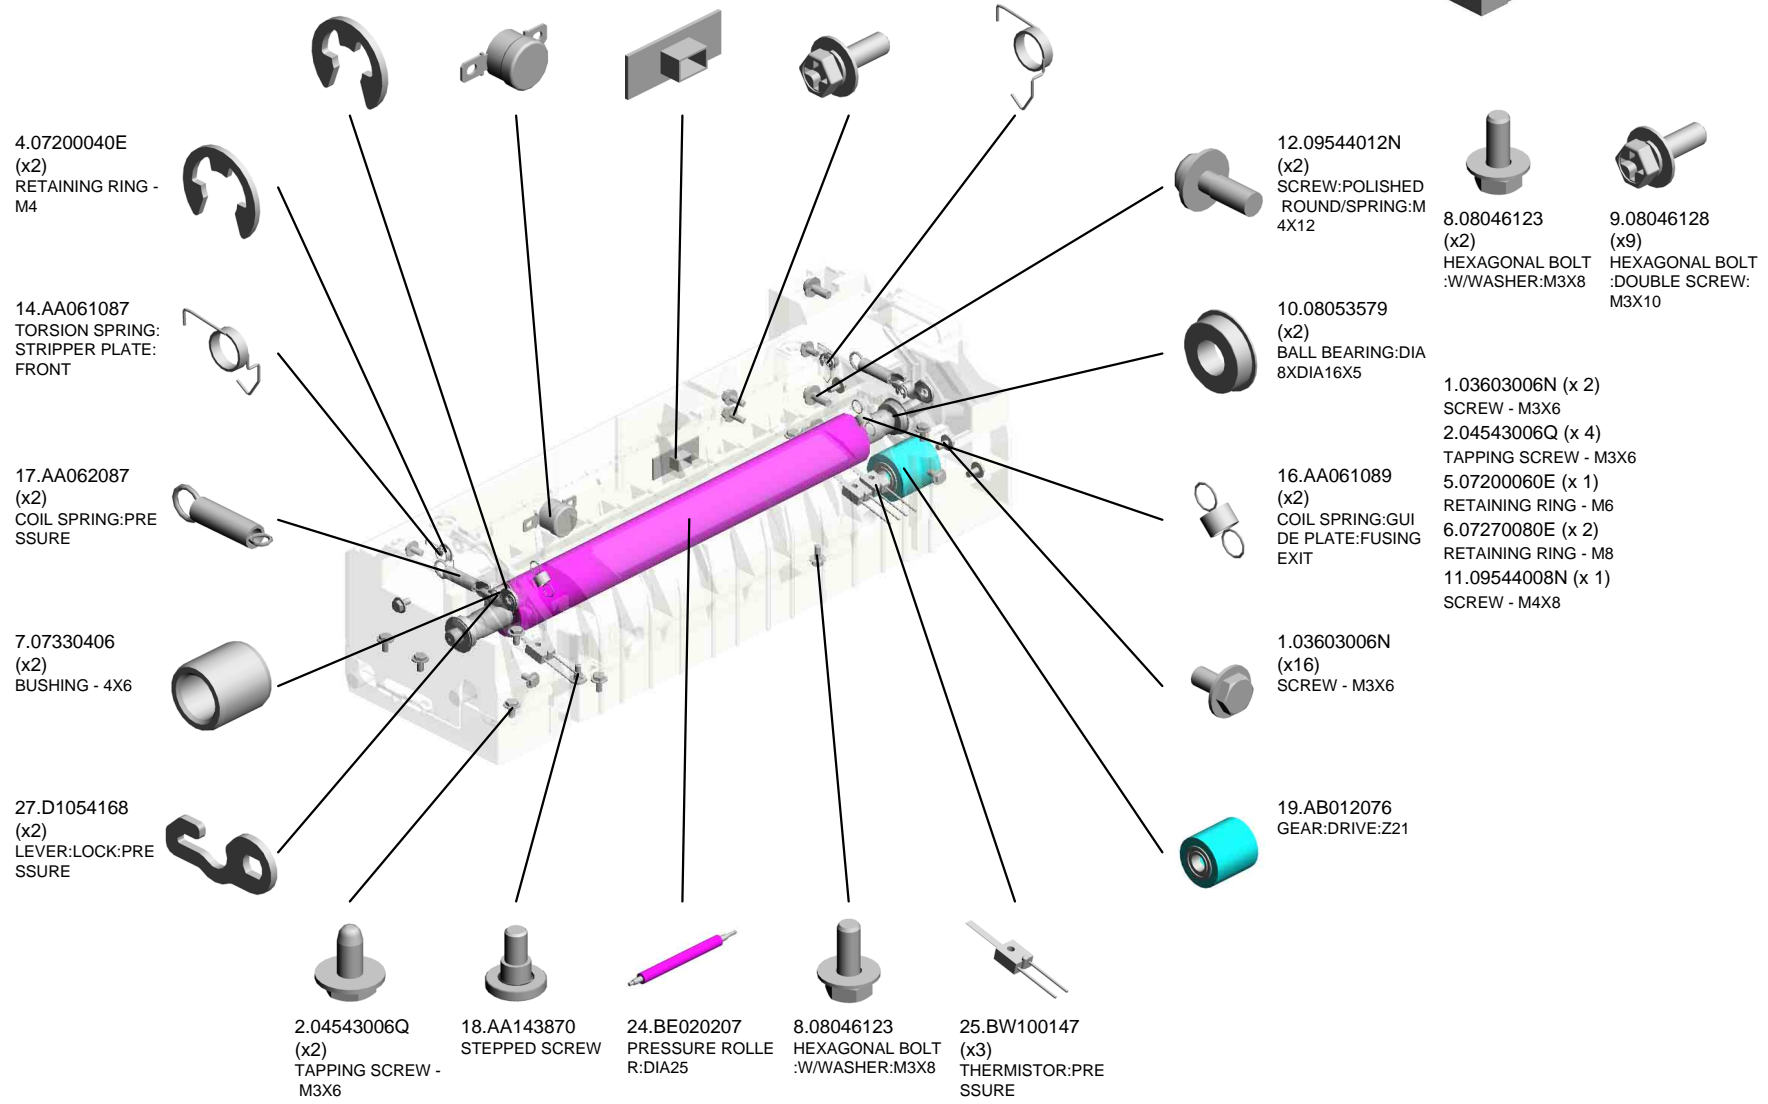 4.07200040E
(x2)
RETAINING RING -
M4
14.AA061087
TORSION SPRING:
STRIPPER PLATE:
FRONT
17.AA062087
(x2)
COIL SPRING:PRE
SSURE
7.07330406
(x2)
BUSHING - 4X6
27.D1054168
(x2)
LEVER:LOCK:PRE
SSURE
2.04543006Q
(x2)
TAPPING SCREW -
M3X6
18.AA143870
STEPPED SCREW
24.BE020207
PRESSURE ROLLE
R:DIA25
8.08046123
HEXAGONAL BOLT
:W/WASHER:M3X8
25.BW100147
(x3)
THERMISTOR:PRE
SSURE
12.09544012N
(x2)
SCREW:POLISHED
ROUND/SPRING:M
4X12
10.08053579
(x2)
BALL BEARING:DIA
8XDIA16X5
16.AA061089
(x2)
COIL SPRING:GUI
DE PLATE:FUSING
EXIT
1.03603006N
(x16)
SCREW - M3X6
19.AB012076
GEAR:DRIVE:Z21
8.08046123
(x2)
HEXAGONAL BOLT
:W/WASHER:M3X8
9.08046128
(x9)
HEXAGONAL BOLT
:DOUBLE SCREW:
M3X10
1.03603006N (x 2)
SCREW - M3X6
2.04543006Q (x 4)
TAPPING SCREW - M3X6
5.07200060E (x 1)
RETAINING RING - M6
6.07270080E (x 2)
RETAINING RING - M8
11.09544008N (x 1)
SCREW - M4X8